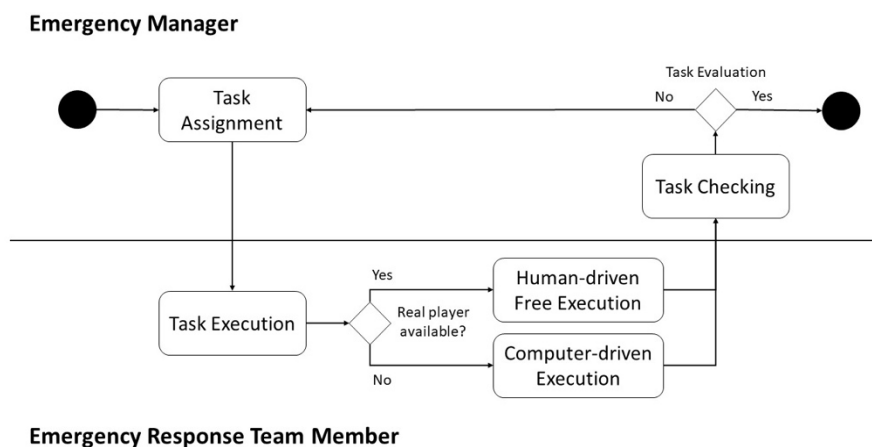 Emergency Manager
Task Evaluation
No
Yes
Task
Assignment
Task Checking
Yes
Human-driven
Free Execution
Task Execution
Real player
available?
No
Computer-driven
Execution
Emergency Response Team Member